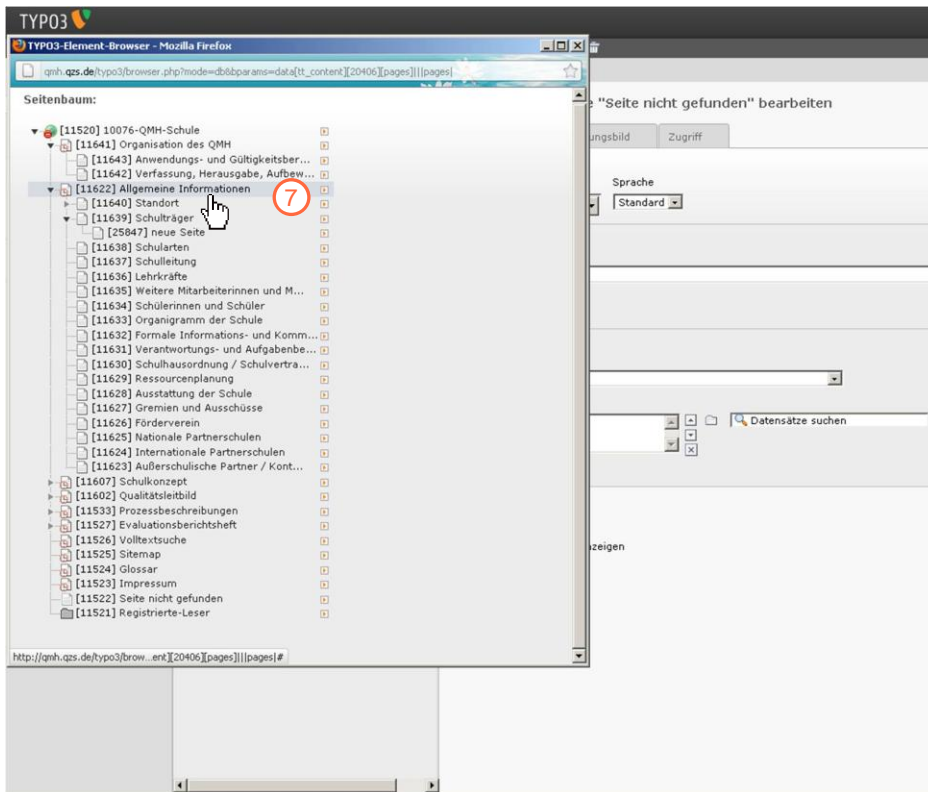 TYPO3
TYPO3-Element-Browser - Mozilla Firefox
qmh.qzs.de/typo3/browser.php?mode=db&bparams=data[tt_content][20406][pages]|||pages|
Seitenbaum:
"Seite nicht gefunden" bearbeiten
ungsbild Zugriff
[11520] 10076-QMH-Schule
[11641] Organisation des QMH
[11643] Anwendungs- und Gültigkeitsber...
[11642] Verfassung, Herausgabe, Aufbew...
[11622] Allgemeine Informationen
7
Sprache
Standard
[11640] Standort
[11639] Schulträger
[25847] neue Seite
[11638] Schularten
[11637] Schulleitung
[11636] Lehrkräfte
[11635] Weitere Mitarbeiterinnen und M...
[11634] Schülerinnen und Schüler
[11633] Organigramm der Schule
[11632] Formale Informations- und Komm...
[11631] Verantwortungs- und Aufgabenbe...
[11630] Schulhausordnung / Schulvertra...
[11629] Ressourcenplanung
[11628] Ausstattung der Schule
[11627] Gremien und Ausschüsse
[11626] Förderverein
[11625] Nationale Partnerschulen
[11624] Internationale Partnerschulen
[11623] Außerschulische Partner / Kont...
Datensätze suchen
[11607] Schulkonzept
[11602] Qualitätsleitbild
[11533] Prozessbeschreibungen
[11527] Evaluationsberichtsheft
[11526] Volltextsuche
[11525] Sitemap
[11524] Glossar
[11523] Impressum
[11522] Seite nicht gefunden
[11521] Registrierte-Leser
nzeigen
http://qmh.qzs.de/typo3/brow...ent][20406][pages]|||pages|#